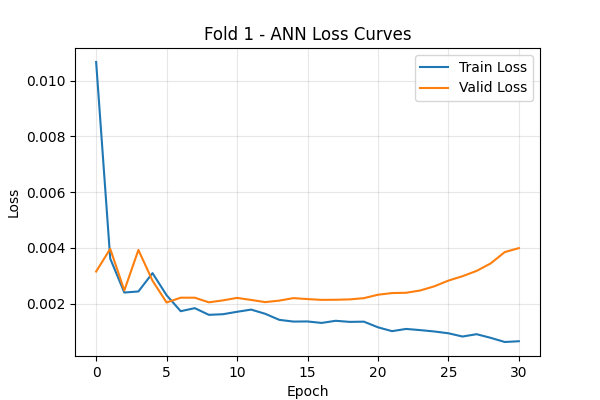 Fold 1 - ANN Loss Curves
Train Loss
Valid Loss
0.010
0.008
0.006
0.004
0.002
Loss
0 5 10 15 20 25 30
Epoch